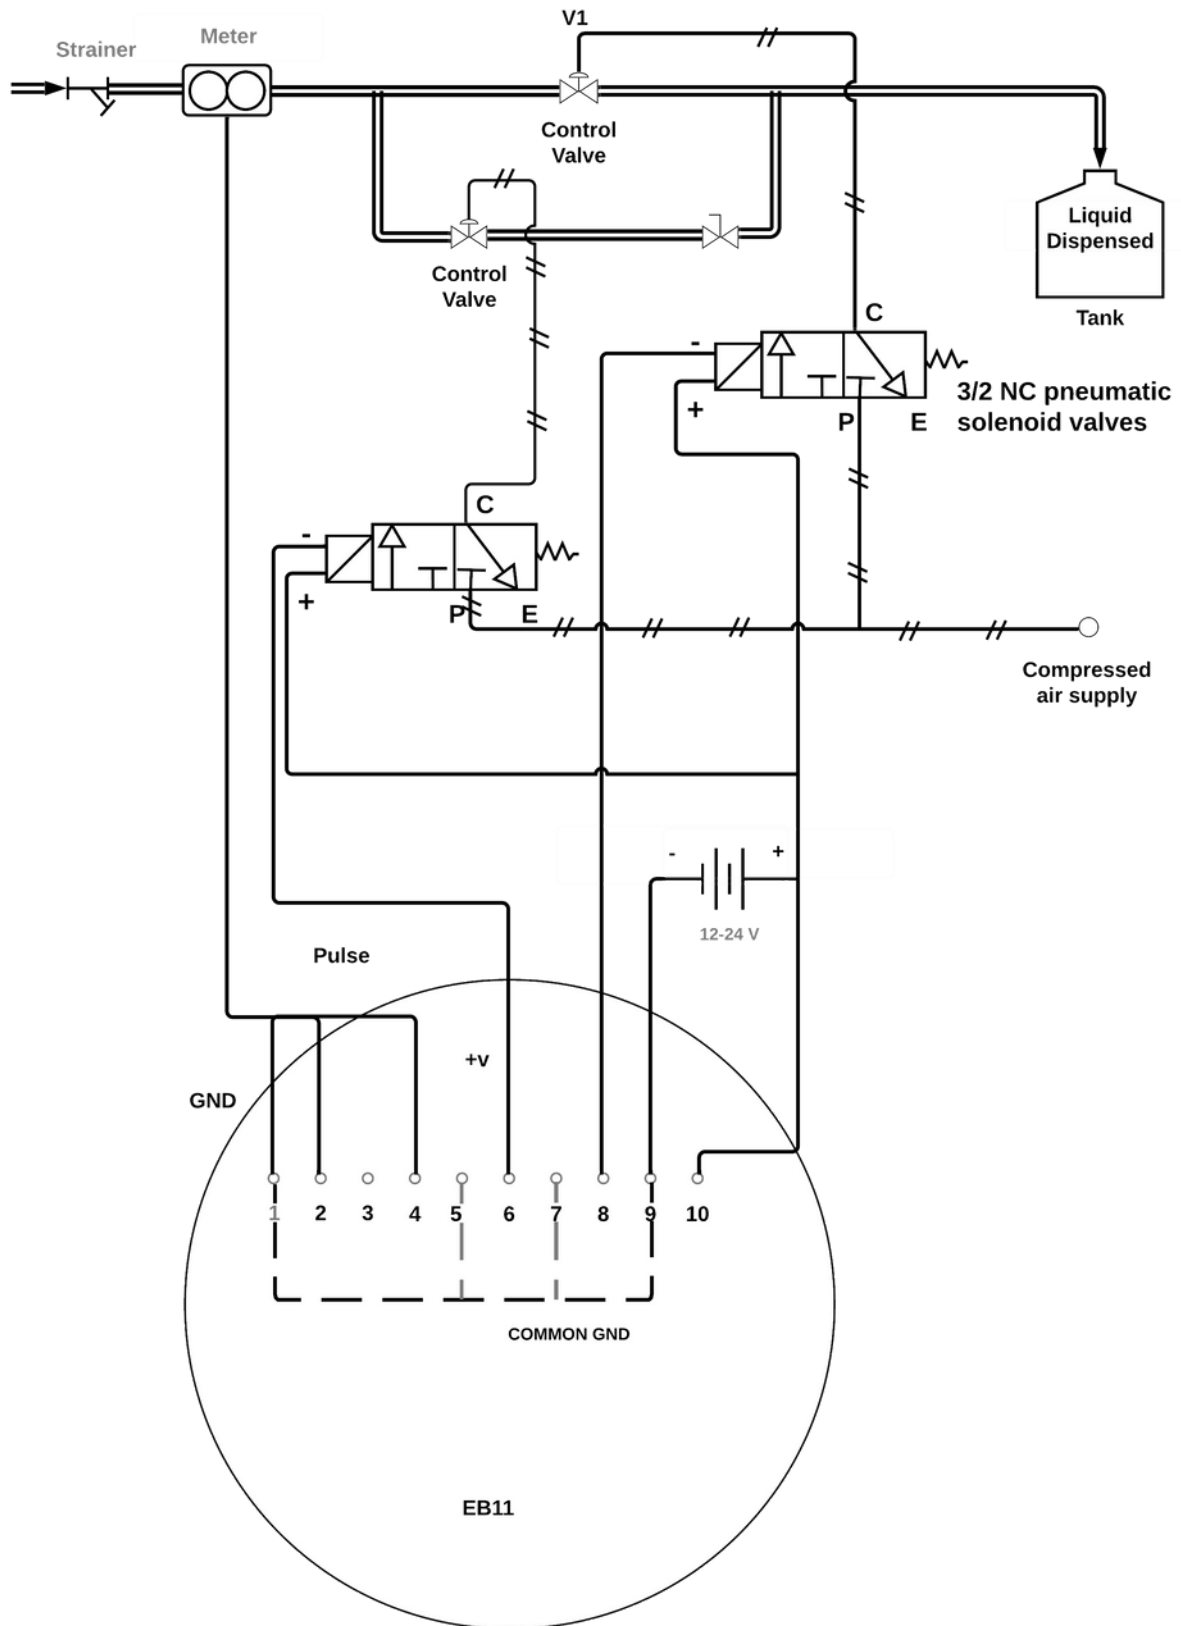 V1
Meter
Strainer
Control
Valve
Liquid
Dispensed
Control
Valve
C
Tank
-
3/2 NC pneumatic
solenoid valves
+
P
E
C
-
+
P
E
Compressed
air supply
-
+
12-24 V
Pulse
+v
GND
1 2 3 4 5 6 7 8 9 10
COMMON GND
EB11